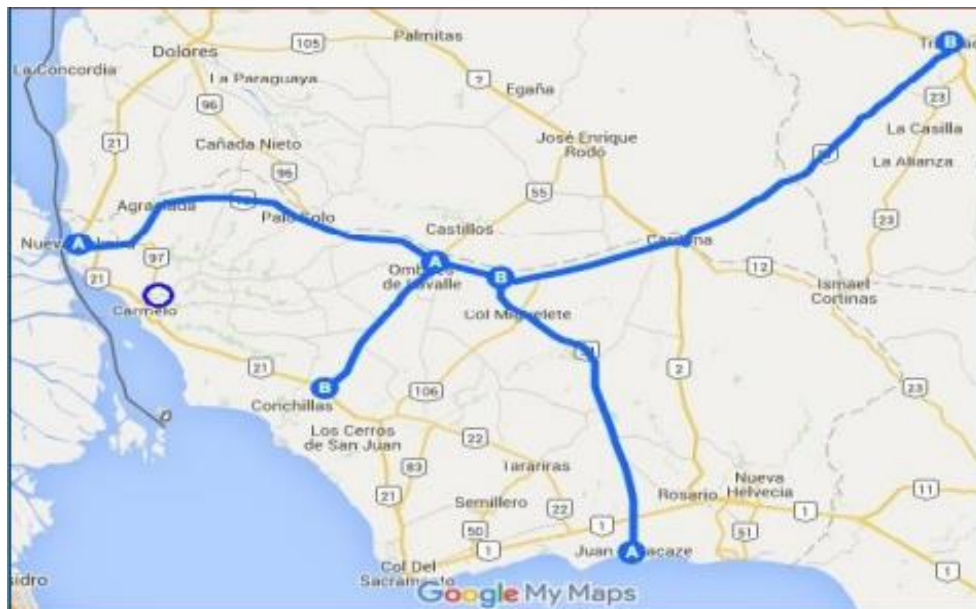 Palmitas
105
Dolores
B
La Concordia
La Paraguaya
2
96
Egaña
23
La Casilla
21
José Enrique
Rodó
Cañada Nieto
La Alianza
96
55
Agraciada
Palo Solo
Castillos
23
A
97
A
12
21
B
Ismael
Cortinas
Col Miguelete
Carmelo
21
2
B
106
23
Conchillas
Los Cerros
de San Juan
22
83
Tarariras
Nueva
Helvecia
21
Semillero
Rosario
11
22
1
1
50
51
1
Juan
A
Col Del
Sacramento
Google My Maps